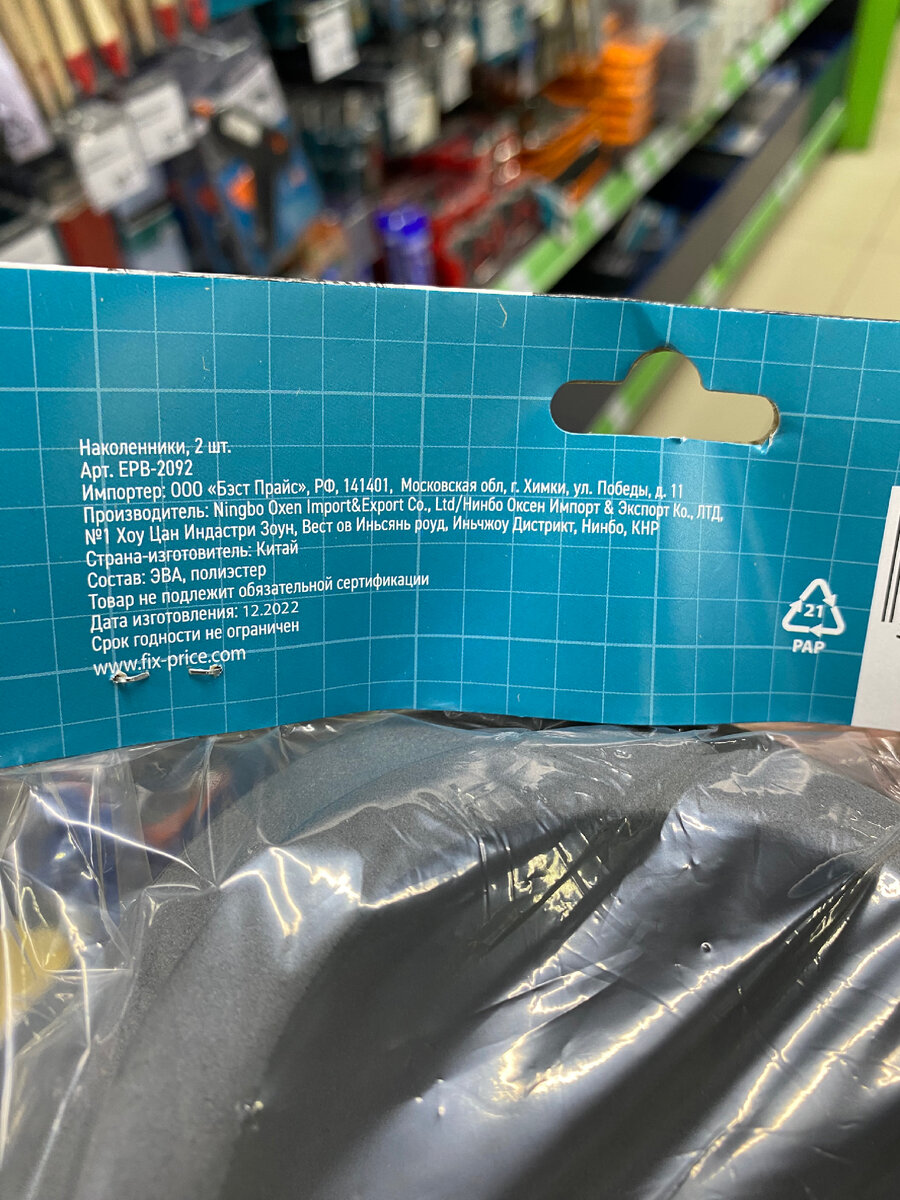 Наколенники, 2 шт.
Арт. EPB-2092
Импортер: ООО «Бэст Прайс», РФ, 141401, Московская обл, г. Химки, ул. Победы, д. 11
Производитель: Ningbo Oxen Import&Export Co., Ltd/Нинбо Оксен Импорт & Экспорт Ко., ЛТД,
№1 Хоу Цан Индастри Зоун, Вест ов Иньсянь роуд, Иньчжоу Дистрикт, Нинбо, КНР
Страна-изготовитель: Китай
Состав: ЭВА, полиэстер
Товар не подлежит обязательной сертификации
Дата изготовления: 12.2022
Срок годности не ограничен
www.fix-price.com
21
PAP